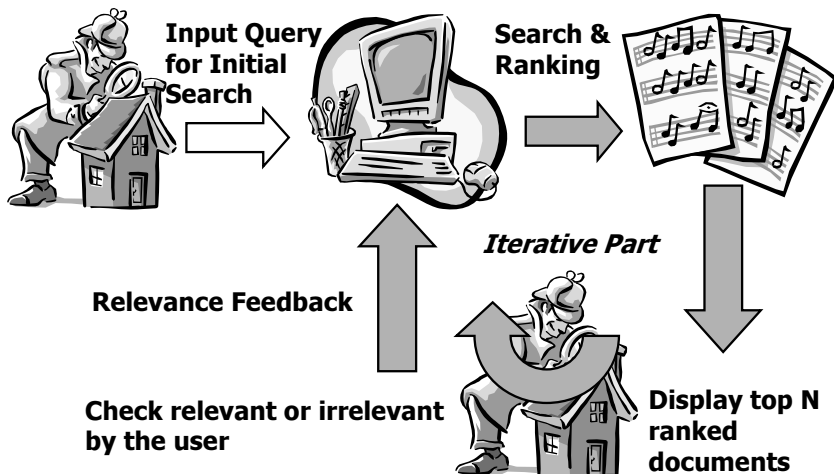 Input Query
for Initial
Search
Search &
Ranking
Iterative Part
Relevance Feedback
Check relevant or irrelevant
by the user
Display top N
ranked
documents